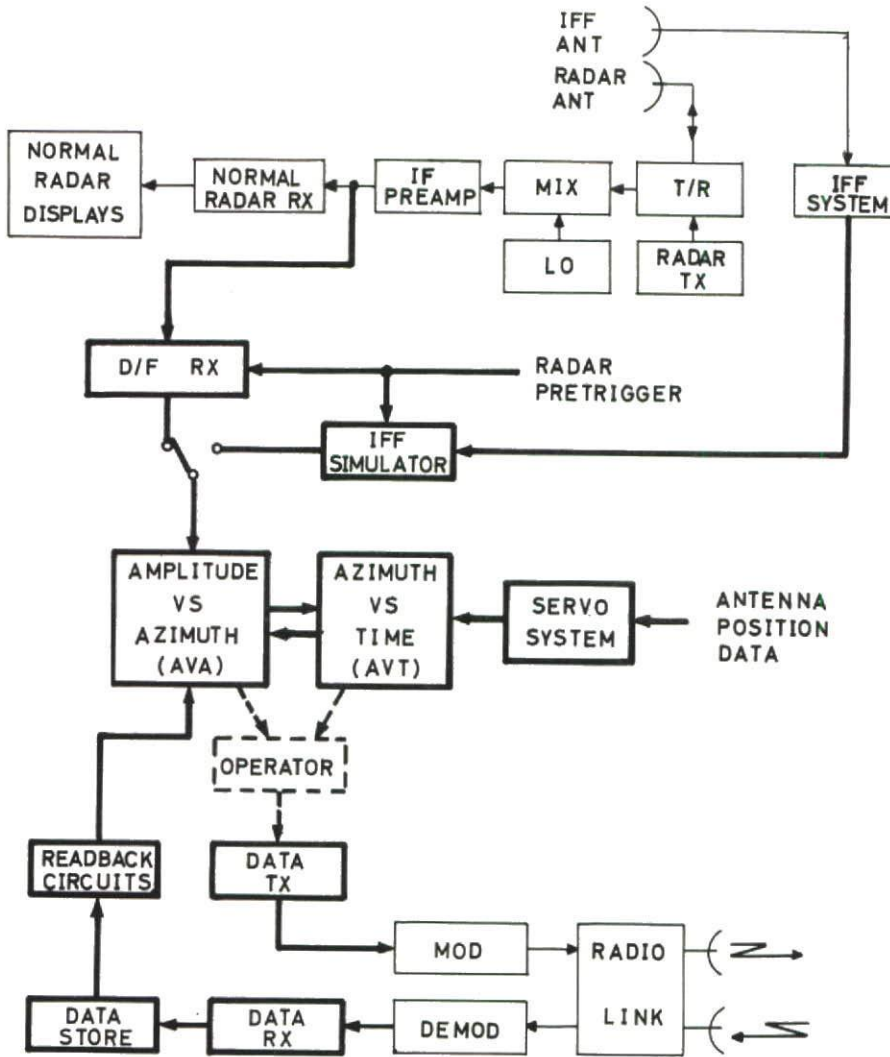 IFF
ANT
RADAR
ANT
NORMAL
RADAR
DISPLAYS
NORMAL
RADAR RX
IF
PREAMP
MIX
T/R
IFF
SYSTEM
LO
RADAR
TX
D/F RX
RADAR
PRETRIGGER
IFF
SIMULATOR
AMPLITUDE
VS
AZIMUTH
(AVA)
AZIMUTH
VS
TIME
(AVT)
SERVO
SYSTEM
ANTENNA
POSITION
DATA
OPERATOR
READBACK
CIRCUITS
DATA
TX
MOD
RADIO
LINK
DATA
STORE
DATA
RX
DEMOD